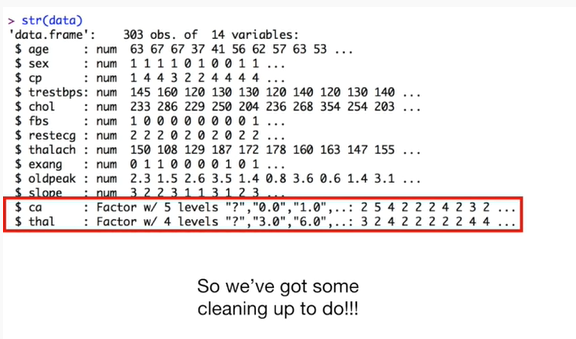 > str(data)
'data.frame':    303 obs. of  14 variables:
 $ age     : num  63 67 67 37 41 56 62 57 63 53 ...
 $ sex     : num  1 1 1 1 0 1 0 0 1 1 ...
 $ cp      : num  1 4 4 3 2 2 4 4 4 4 ...
 $ trestbps: num  145 160 120 130 130 120 140 120 130 140 ...
 $ chol    : num  233 286 229 250 204 236 268 354 254 203 ...
 $ fbs     : num  1 0 0 0 0 0 0 0 0 1 ...
 $ restecg : num  2 2 2 0 2 0 2 0 2 2 ...
 $ thalach : num  150 108 129 187 172 178 160 163 147 155 ...
 $ exang   : num  0 1 1 0 0 0 0 1 0 1 ...
 $ oldpeak : num  2.3 1.5 2.6 3.5 1.4 0.8 3.6 0.6 1.4 3.1 ...
 $ slope   : num  3 2 2 3 1 1 3 1 2 3 ...
 $ ca      : Factor w/ 5 levels "?","0.0","1.0",..: 2 5 4 2 2 2 4 2 3 2 ...
 $ thal    : Factor w/ 4 levels "?","3.0","6.0",..: 3 2 4 2 2 2 2 2 4 4 ...
So we've got some
cleaning up to do!!!